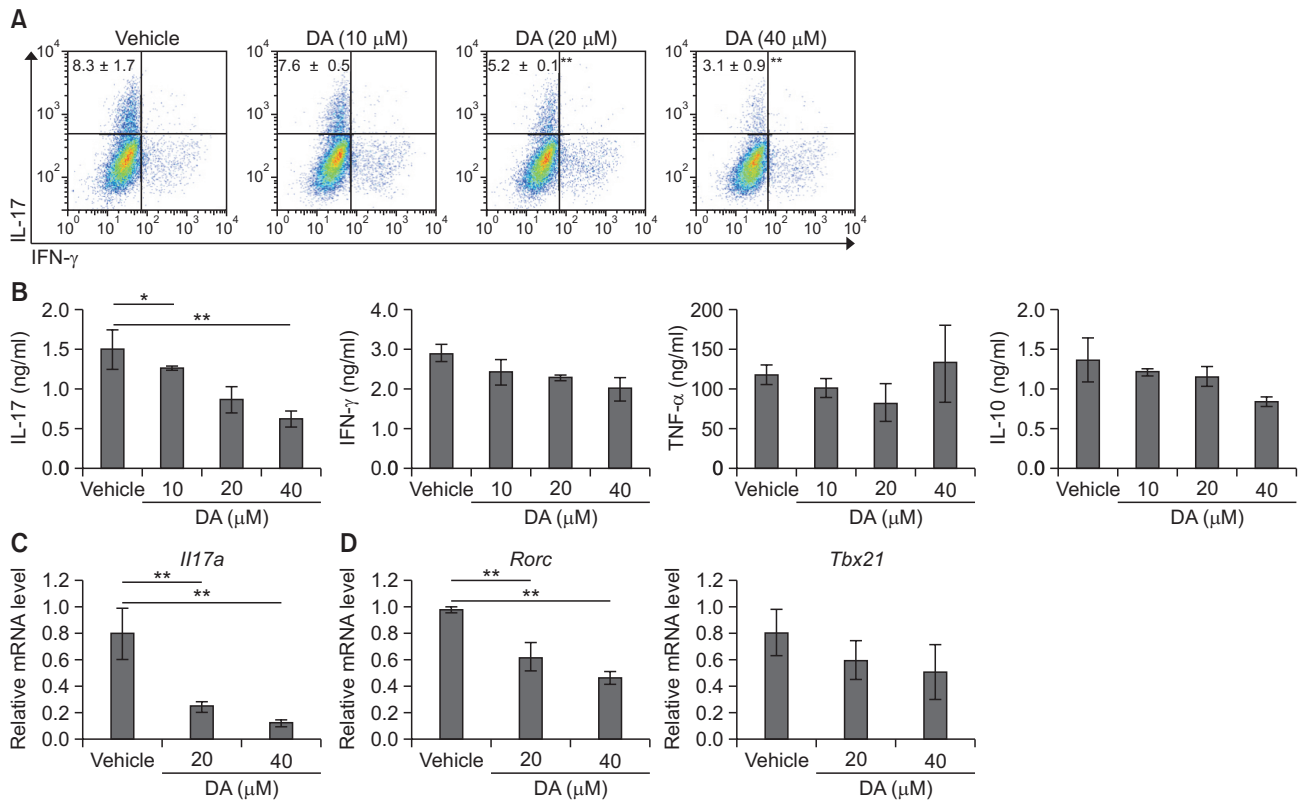 A
Vehicle DA (10 μM) DA (20 μM) DA (40 μM)
10⁴ 10⁴ 10⁴ 10⁴
8.3 ± 1.7 7.6 ± 0.5 5.2 ± 0.1 ** 3.1 ± 0.9 **
10³ 10³ 10³ 10³
10² 10² 10² 10²
10⁰ 10¹ 10² 10³ 10⁴ 10⁰ 10¹ 10² 10³ 10⁴ 10⁰ 10¹ 10² 10³ 10⁴ 10⁰ 10¹ 10² 10³ 10⁴
IL-17
IFN-γ
B
IL-17 (ng/ml)
2.0
1.5
1.0
0.5
0.0
*
**
Vehicle 10 20 40
DA (μM)
IFN-γ (ng/ml)
4.0
3.0
2.0
1.0
0.0
Vehicle 10 20 40
DA (μM)
TNF-α (ng/ml)
200
150
100
50
0
Vehicle 10 20 40
DA (μM)
IL-10 (ng/ml)
2.0
1.5
1.0
0.5
0.0
Vehicle 10 20 40
DA (μM)
C
Il17a
Relative mRNA level
1.2
1.0
0.8
0.6
0.4
0.2
0.0
**
**
Vehicle 20 40
DA (μM)
D
Rorc
Relative mRNA level
1.2
1.0
0.8
0.6
0.4
0.2
0.0
**
**
Vehicle 20 40
DA (μM)
Tbx21
Relative mRNA level
1.2
1.0
0.8
0.6
0.4
0.2
0.0
Vehicle 20 40
DA (μM)